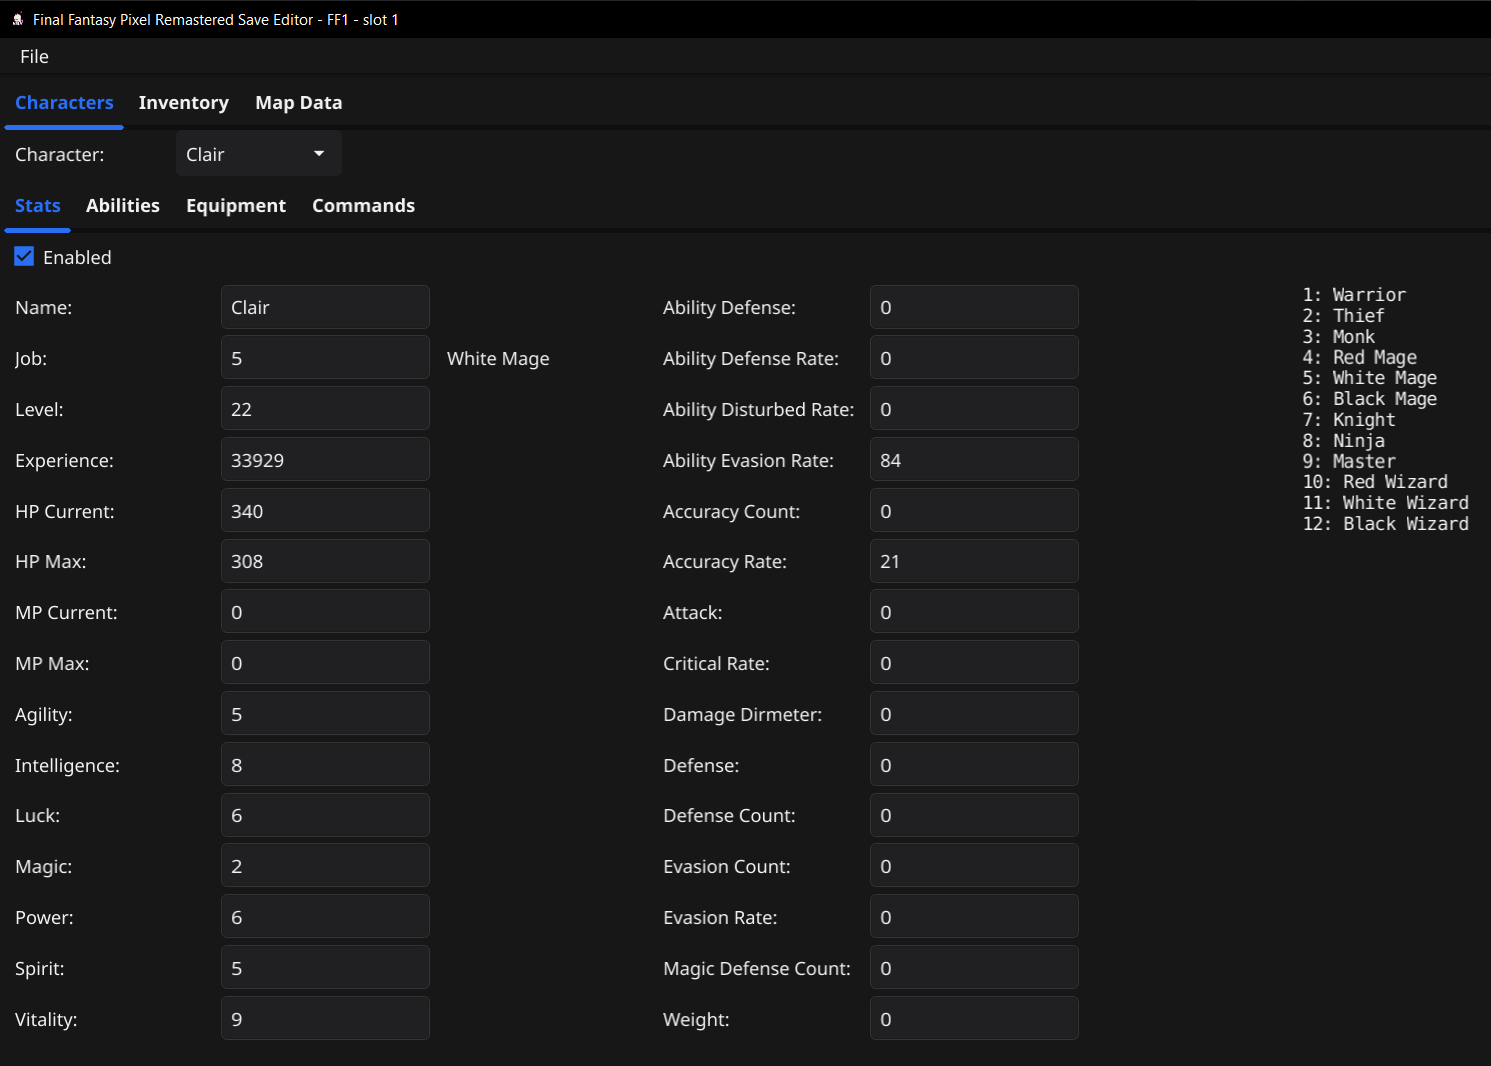 Final Fantasy Pixel Remastered Save Editor - FF1 - slot 1
File
Characters Inventory Map Data
Character: Clair
Stats Abilities Equipment Commands
Enabled
Name: Clair
Job: 5 White Mage
Level: 22
Experience: 33929
HP Current: 340
HP Max: 308
MP Current: 0
MP Max: 0
Agility: 5
Intelligence: 8
Luck: 6
Magic: 2
Power: 6
Spirit: 5
Vitality: 9
Ability Defense: 0
Ability Defense Rate: 0
Ability Disturbed Rate: 0
Ability Evasion Rate: 84
Accuracy Count: 0
Accuracy Rate: 21
Attack: 0
Critical Rate: 0
Damage Dirmeter: 0
Defense: 0
Defense Count: 0
Evasion Count: 0
Evasion Rate: 0
Magic Defense Count: 0
Weight: 0
1: Warrior
2: Thief
3: Monk
4: Red Mage
5: White Mage
6: Black Mage
7: Knight
8: Ninja
9: Master
10: Red Wizard
11: White Wizard
12: Black Wizard